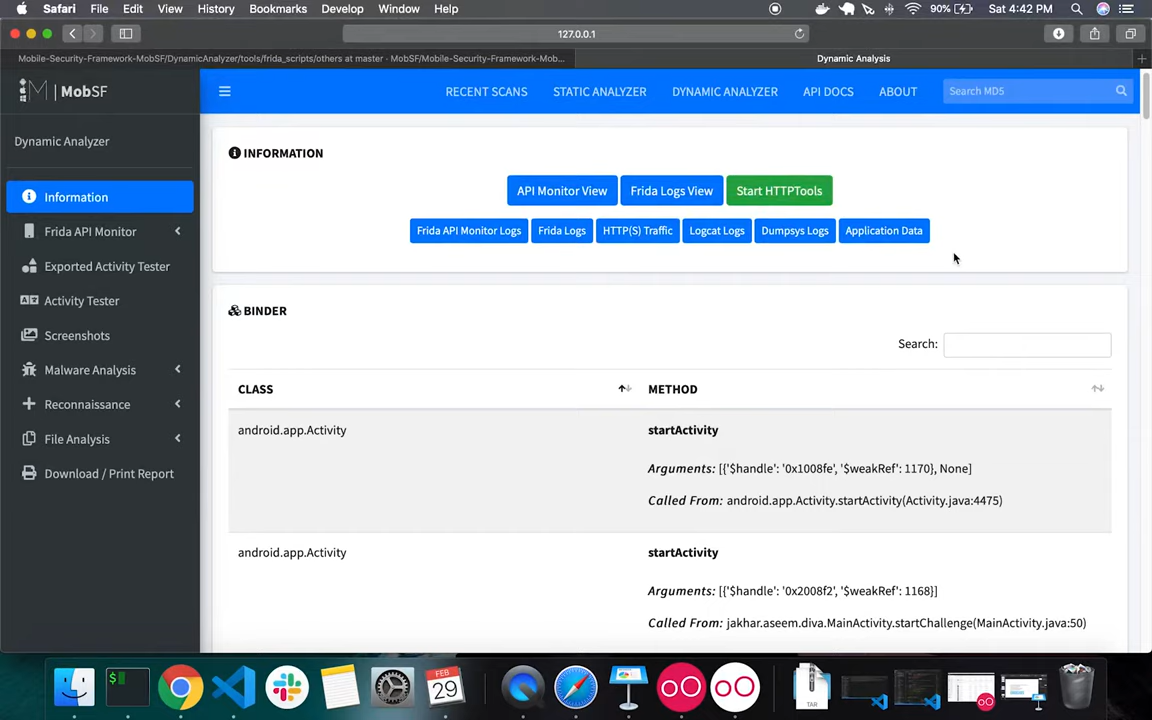 Safari File Edit View History Bookmarks Develop Window Help 90% Sat 4:42 PM
127.0.0.1
Mobile-Security-Framework-MobSF/DynamicAnalyzer/tools/frida_scripts/others at master · MobSF/Mobile-Security-Framework-Mob... Dynamic Analysis
MobSF RECENT SCANS STATIC ANALYZER DYNAMIC ANALYZER API DOCS ABOUT Search MD5
Dynamic Analyzer
Information
Frida API Monitor
Exported Activity Tester
Activity Tester
Screenshots
Malware Analysis
Reconnaissance
File Analysis
Download / Print Report
INFORMATION
API Monitor View Frida Logs View Start HTTPTools
Frida API Monitor Logs Frida Logs HTTP(S) Traffic Logcat Logs Dumpsys Logs Application Data
BINDER
Search:
CLASS METHOD
android.app.Activity startActivity
Arguments: [{'$handle': '0x1008fe', '$weakRef': 1170}, None]
Called From: android.app.Activity.startActivity(Activity.java:4475)
android.app.Activity startActivity
Arguments: [{'$handle': '0x2008f2', '$weakRef': 1168}]
Called From: jakhar.aseem.diva.MainActivity.startChallenge(MainActivity.java:50)
FEB
29
TAR